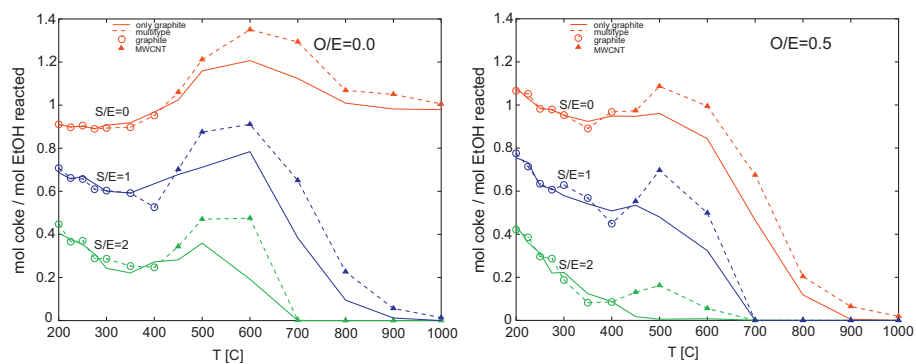 1.4
1.2
1
0.8
0.6
0.4
0.2
0
mol coke / mol EtOH reacted
only graphite
multitype
graphite
MWCNT
O/E=0.0
S/E=0
S/E=1
S/E=2
200 300 400 500 600 700 800 900 1000
T [C]
1.4
1.2
1
0.8
0.6
0.4
0.2
0
mol coke / mol EtOH reacted
only graphite
multitype
graphite
MWCNT
O/E=0.5
S/E=0
S/E=1
S/E=2
200 300 400 500 600 700 800 900 1000
T [C]